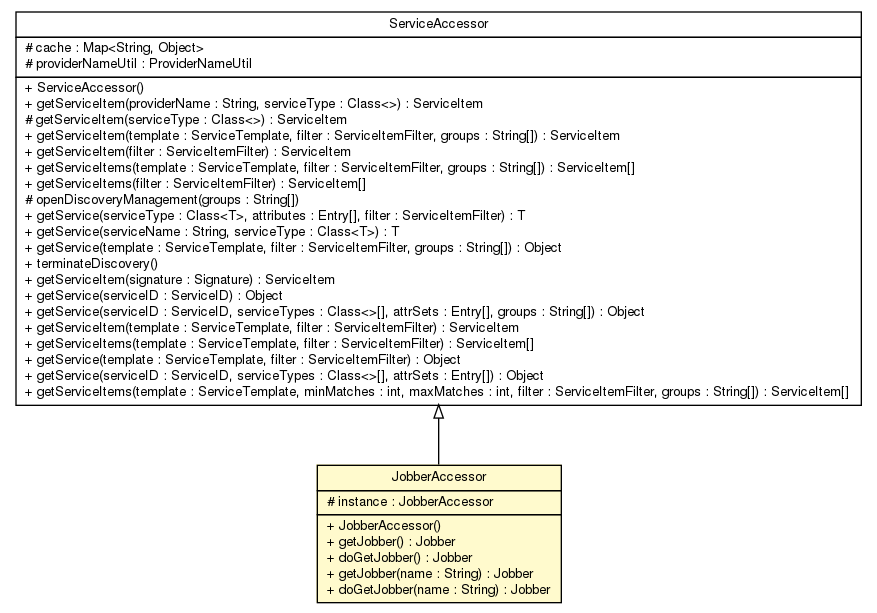 ServiceAccessor
# cache : Map<String, Object>
# providerNameUtil : ProviderNameUtil
+ ServiceAccessor()
+ getServiceItem(providerName : String, serviceType : Class<>) : ServiceItem
# getServiceItem(serviceType : Class<>) : ServiceItem
+ getServiceItem(template : ServiceTemplate, filter : ServiceItemFilter, groups : String[]) : ServiceItem
+ getServiceItem(filter : ServiceItemFilter) : ServiceItem
+ getServiceItems(template : ServiceTemplate, filter : ServiceItemFilter, groups : String[]) : ServiceItem[]
+ getServiceItems(filter : ServiceItemFilter) : ServiceItem[]
# openDiscoveryManagement(groups : String[])
+ getService(serviceType : Class<T>, attributes : Entry[], filter : ServiceItemFilter) : T
+ getService(serviceName : String, serviceType : Class<T>) : T
+ getService(template : ServiceTemplate, filter : ServiceItemFilter, groups : String[]) : Object
+ terminateDiscovery()
+ getServiceItem(signature : Signature) : ServiceItem
+ getService(serviceID : ServiceID) : Object
+ getService(serviceID : ServiceID, serviceTypes : Class<>[], attrSets : Entry[], groups : String[]) : Object
+ getServiceItem(template : ServiceTemplate, filter : ServiceItemFilter) : ServiceItem
+ getServiceItems(template : ServiceTemplate, filter : ServiceItemFilter) : ServiceItem[]
+ getService(template : ServiceTemplate, filter : ServiceItemFilter) : Object
+ getService(serviceID : ServiceID, serviceTypes : Class<>[], attrSets : Entry[]) : Object
+ getServiceItems(template : ServiceTemplate, minMatches : int, maxMatches : int, filter : ServiceItemFilter, groups : String[]) : ServiceItem[]
JobberAccessor
# instance : JobberAccessor
+ JobberAccessor()
+ getJobber() : Jobber
+ doGetJobber() : Jobber
+ getJobber(name : String) : Jobber
+ doGetJobber(name : String) : Jobber